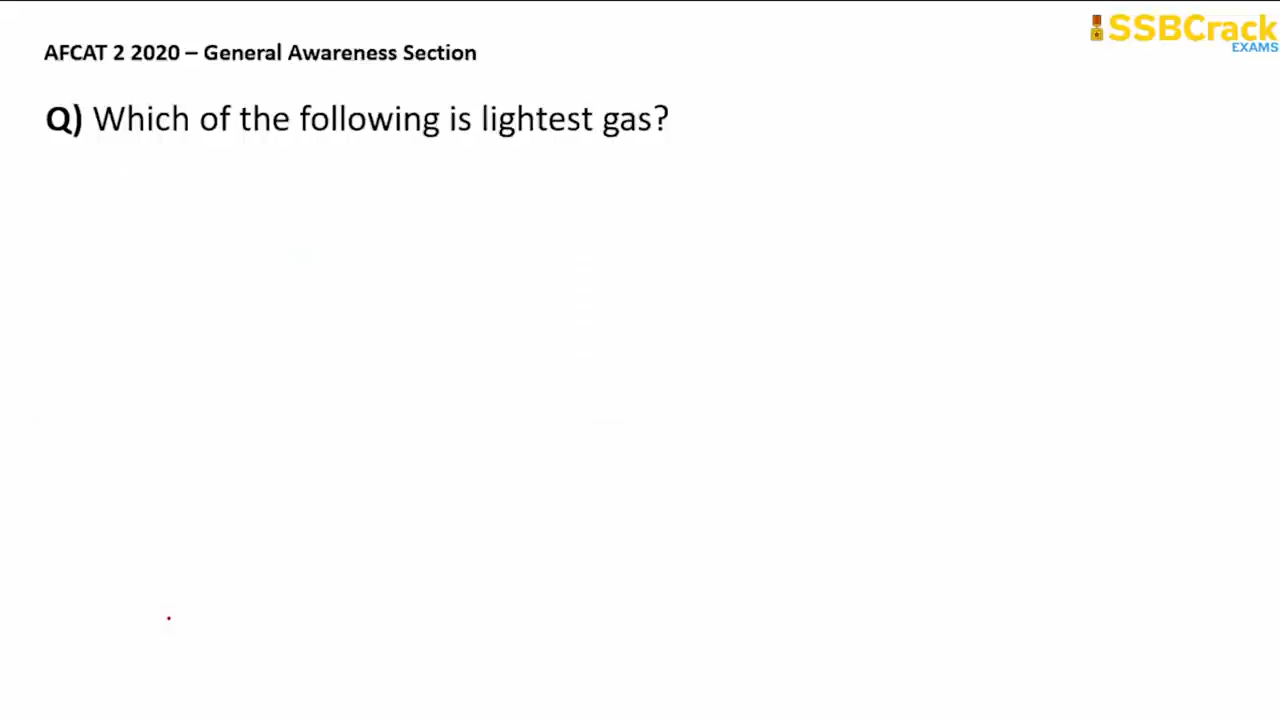 SSBCrack
EXAMS
AFCAT 2 2020 – General Awareness Section
Q) Which of the following is lightest gas?